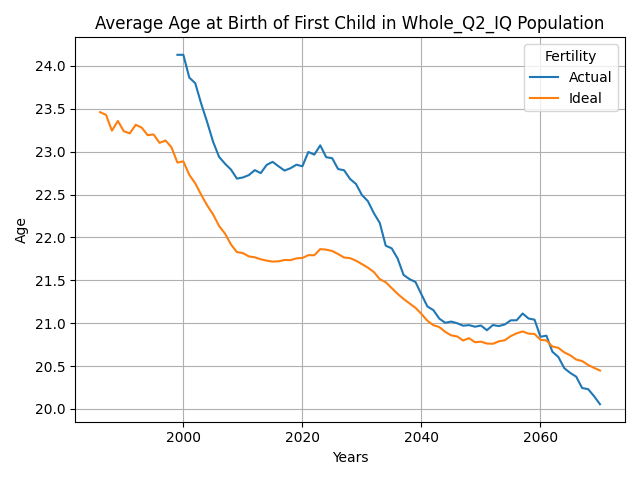 Average Age at Birth of First Child in Whole_Q2_IQ Population
Fertility
Actual
Ideal
Age
24.0
23.5
23.0
22.5
22.0
21.5
21.0
20.5
20.0
2000
2020
2040
2060
Years